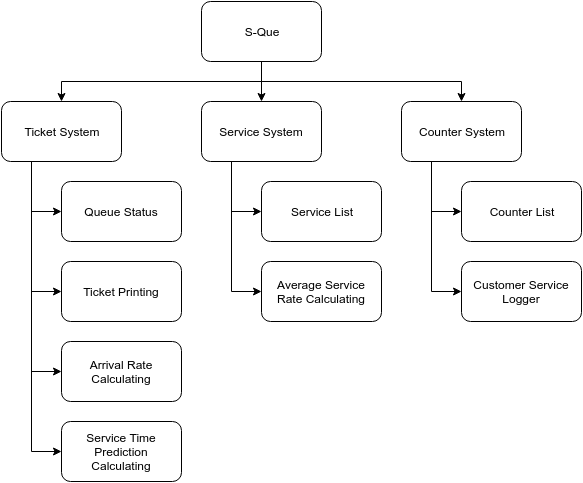 S-Que
Ticket System
Service System
Counter System
Queue Status
Service List
Counter List
Ticket Printing
Average Service
Rate Calculating
Customer Service
Logger
Arrival Rate
Calculating
Service Time
Prediction
Calculating